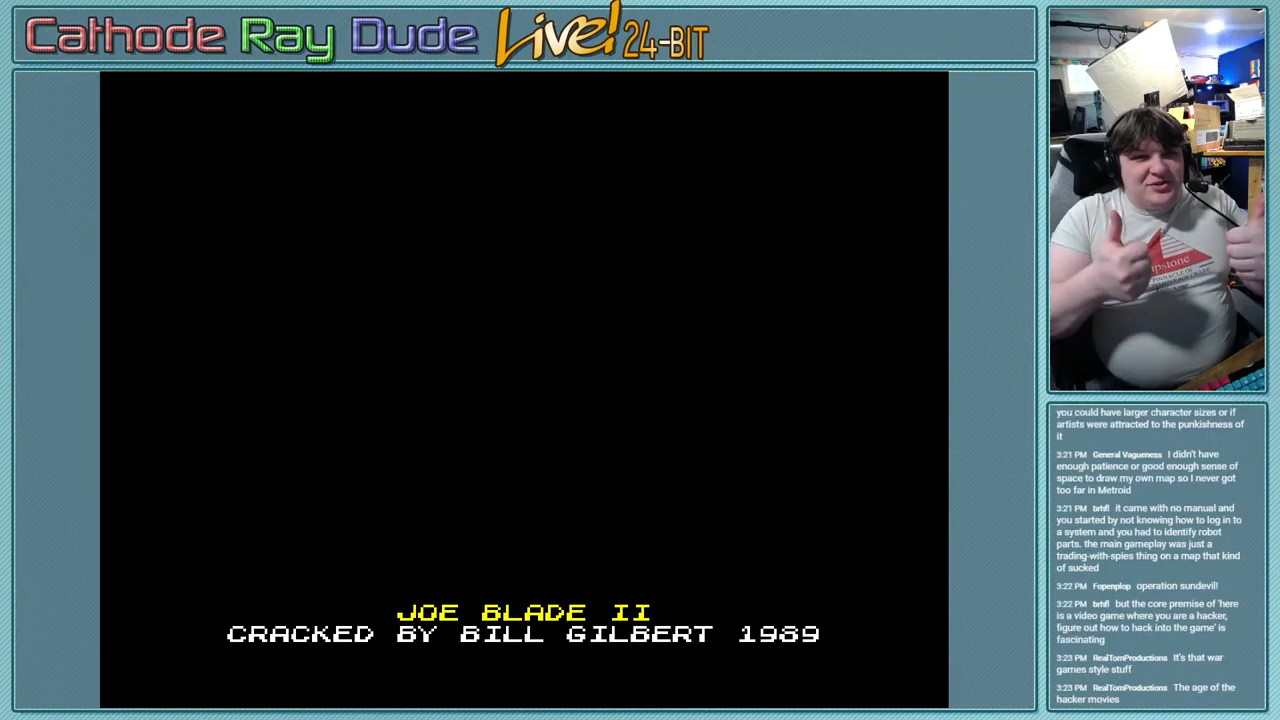 Cathode Ray Dude Live! 24-BIT
JOE BLADE II
CRACKED BY BILL GILBERT 1989
you could have larger character sizes or if
artists were attracted to the punkishness of
it
3:21 PM General Vagueness I didn't have
enough patience or good enough sense of
space to draw my own map so I never got
too far in Metroid
3:21 PM brhfl it came with no manual and
you started by not knowing how to log in to
a system and you had to identify robot
parts. the main gameplay was just a
trading-with-spies thing on a map that kind
of sucked
3:22 PM Fopenplop operation sundevil!
3:22 PM brhfl but the core premise of 'here
is a video game where you are a hacker,
figure out how to hack into the game' is
fascinating
3:23 PM RealTomProductions It's that war
games style stuff
3:23 PM RealTomProductions The age of the
hacker movies